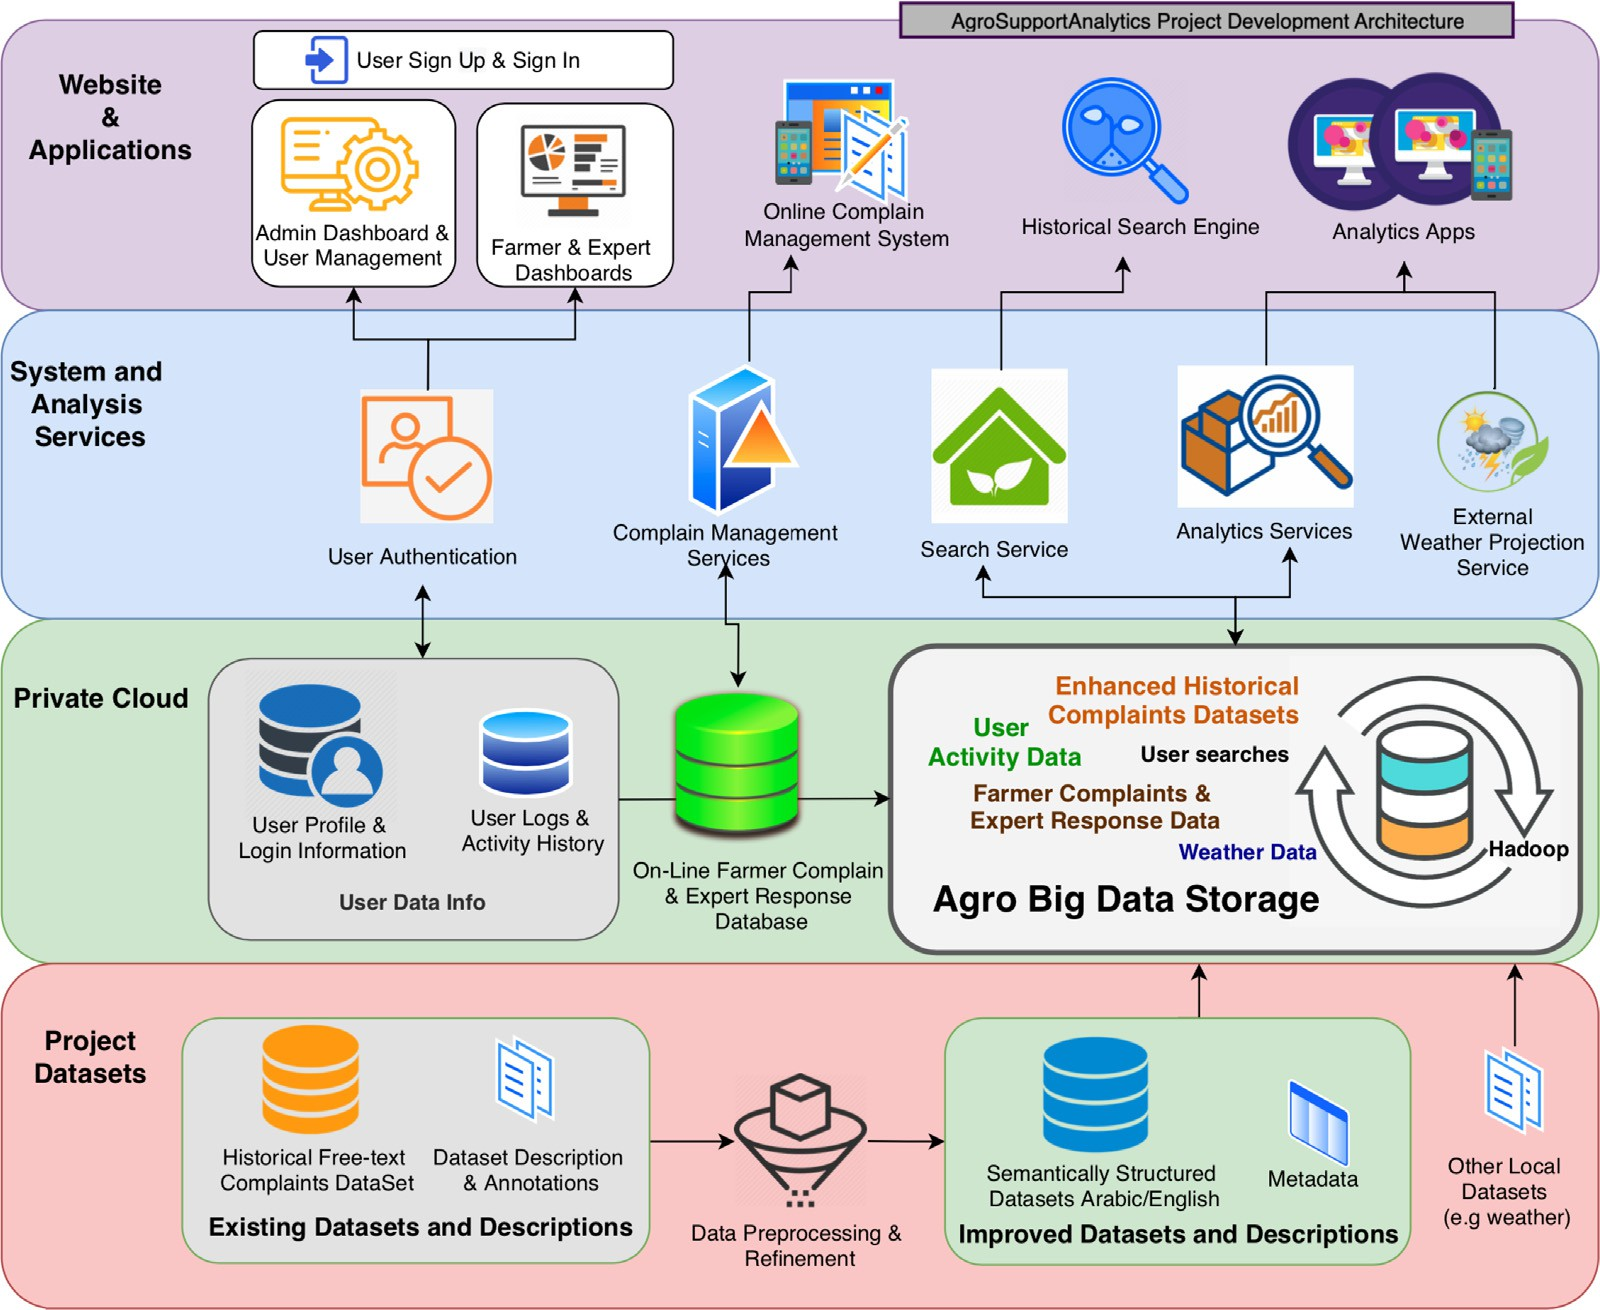 AgroSupportAnalytics Project Development Architecture
Website
&
Applications
User Sign Up & Sign In
Admin Dashboard &
User Management
Farmer & Expert
Dashboards
Online Complain
Management System
Historical Search Engine
Analytics Apps
System and
Analysis
Services
User Authentication
Complain Management
Services
Search Service
Analytics Services
External
Weather Projection
Service
Private Cloud
User Profile &
Login Information
User Logs &
Activity History
User Data Info
On-Line Farmer Complain
& Expert Response
Database
Enhanced Historical
Complaints Datasets
User
Activity Data
User searches
Farmer Complaints &
Expert Response Data
Weather Data
Hadoop
Agro Big Data Storage
Project
Datasets
Historical Free-text
Complaints DataSet
Dataset Description
& Annotations
Existing Datasets and Descriptions
Data Preprocessing &
Refinement
Semantically Structured
Datasets Arabic/English
Metadata
Improved Datasets and Descriptions
Other Local
Datasets
(e.g weather)